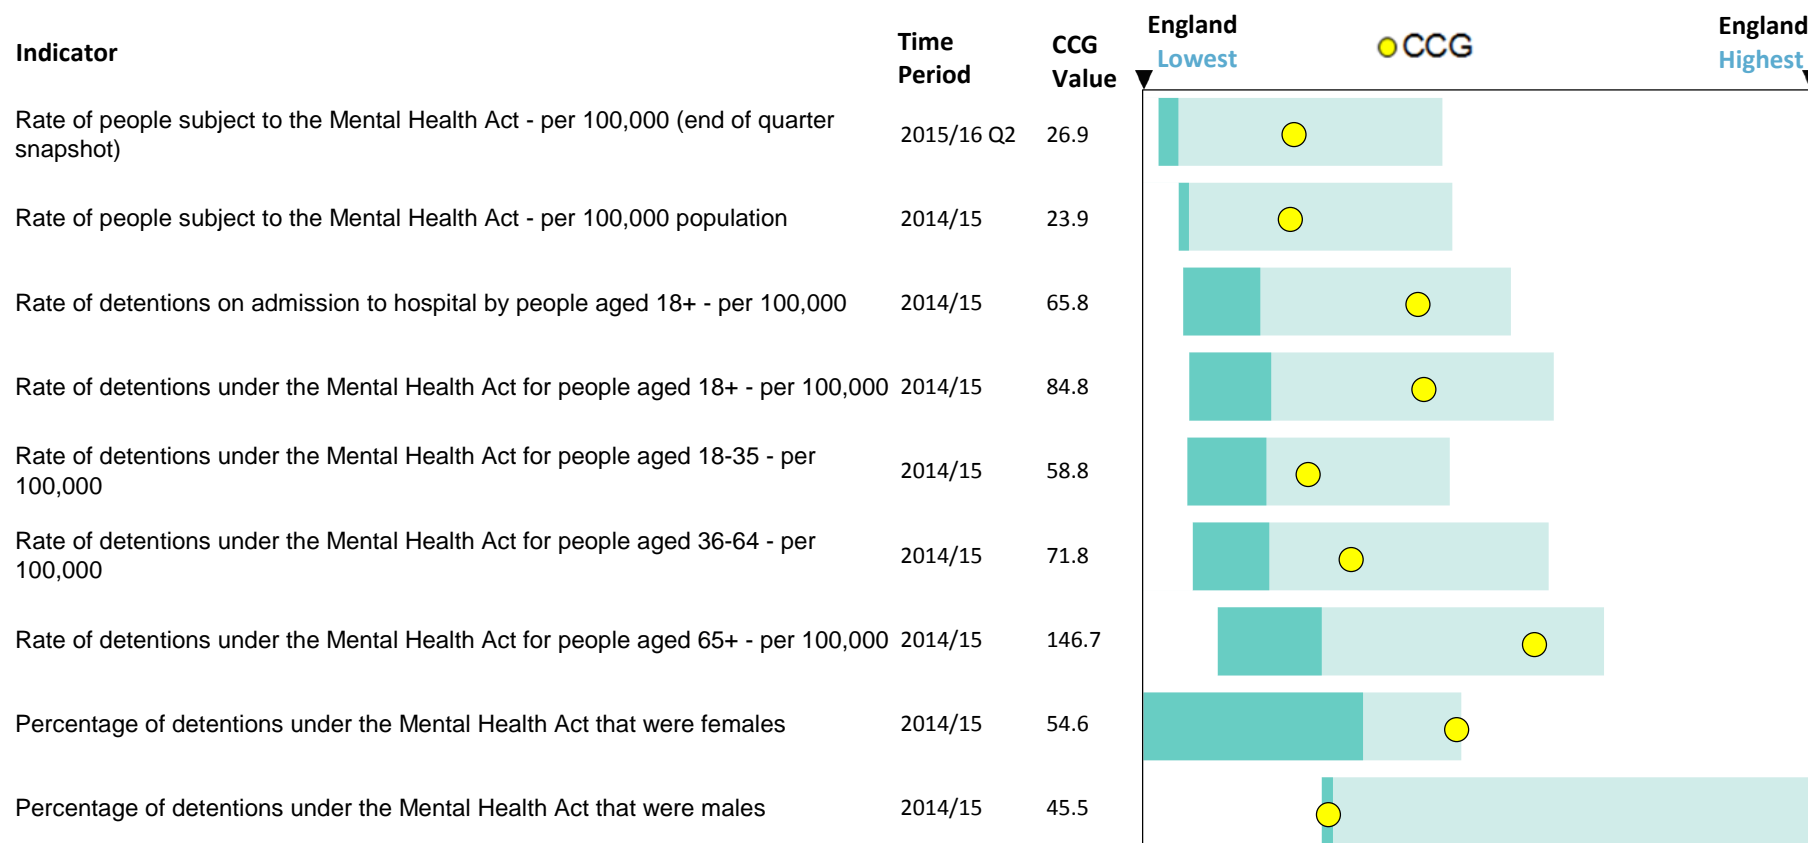 Indicator
Time
Period
CCG
Value
England
Lowest
CCG
England
Highest
Rate of people subject to the Mental Health Act - per 100,000 (end of quarter
snapshot)
2015/16 Q2
26.9
Rate of people subject to the Mental Health Act - per 100,000 population
2014/15
23.9
Rate of detentions on admission to hospital by people aged 18+ - per 100,000
2014/15
65.8
Rate of detentions under the Mental Health Act for people aged 18+ - per 100,000
2014/15
84.8
Rate of detentions under the Mental Health Act for people aged 18-35 - per
100,000
2014/15
58.8
Rate of detentions under the Mental Health Act for people aged 36-64 - per
100,000
2014/15
71.8
Rate of detentions under the Mental Health Act for people aged 65+ - per 100,000
2014/15
146.7
Percentage of detentions under the Mental Health Act that were females
2014/15
54.6
Percentage of detentions under the Mental Health Act that were males
2014/15
45.5